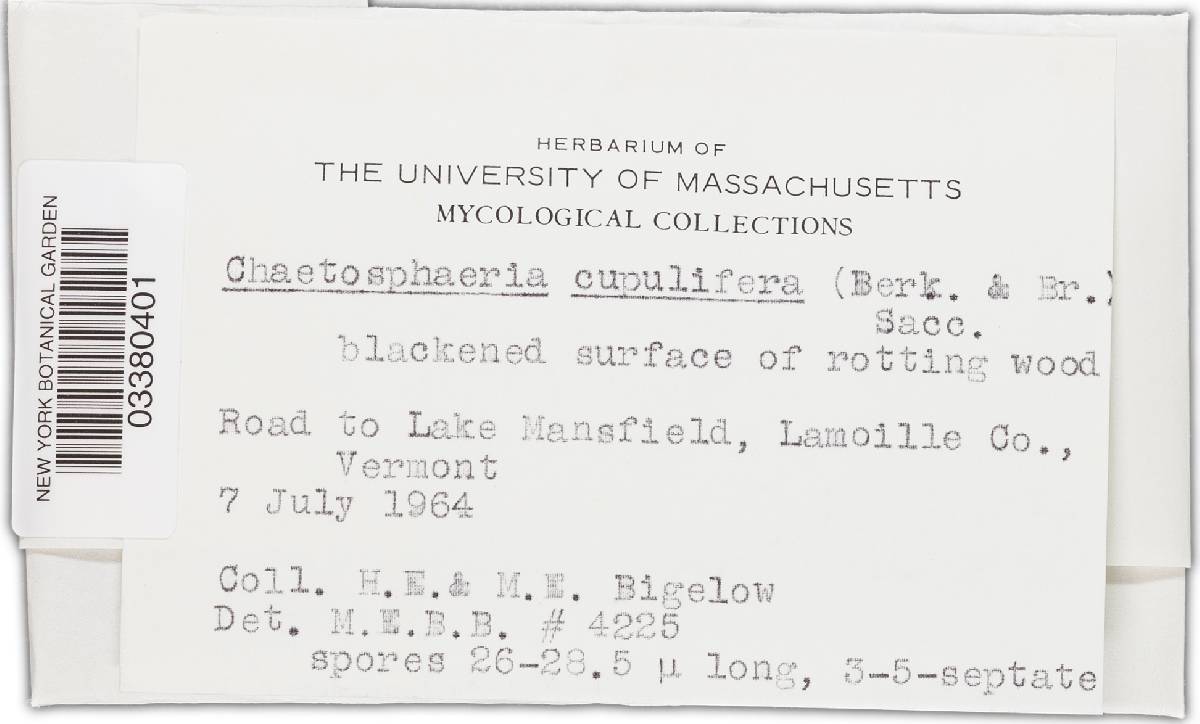 HERBARIUM OF
THE UNIVERSITY OF MASSACHUSETTS
MYCOLOGICAL COLLECTIONS
Chaetosphaeria cupulifera (Berk. & Br.)
Sacc.
blackened surface of rotting wood
Road to Lake Mansfield, Lamoille Co.,
Vermont
7 July 1964
Coll. H.E.& M.E. Bigelow
Det. M.E.B.B. # 4225
spores 26-28.5 µ long, 3-5-septate
NEW YORK BOTANICAL GARDEN
03380401